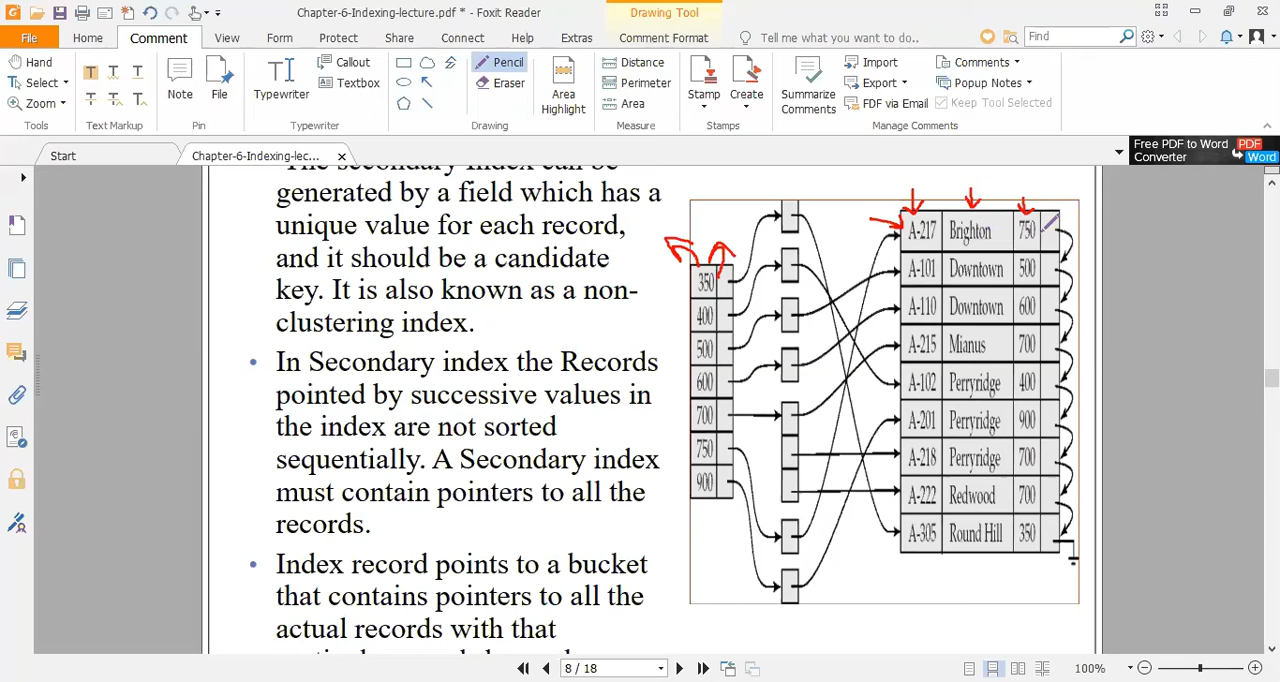 Chapter-6-Indexing-lecture.pdf * - Foxit Reader
Drawing Tool
File Home Comment View Form Protect Share Connect Help Extras Comment Format Tell me what you want to do... Find
Hand
Select
Zoom
Tools
Text Markup
Note
File
Pin
Typewriter
Callout
Textbox
Typewriter
Pencil
Eraser
Drawing
Area Highlight
Distance
Perimeter
Area
Measure
Stamp
Create
Stamps
Summarize Comments
Import
Export
FDF via Email
Comments
Popup Notes
Keep Tool Selected
Manage Comments
Start
Chapter-6-Indexing-lec...
Free PDF to Word Converter
PDF
Word
The secondary Index can be
generated by a field which has a
unique value for each record,
and it should be a candidate
key. It is also known as a non-
clustering index.
• In Secondary index the Records
pointed by successive values in
the index are not sorted
sequentially. A Secondary index
must contain pointers to all the
records.
• Index record points to a bucket
that contains pointers to all the
actual records with that
350
400
500
600
700
750
900
A-217 Brighton 750
A-101 Downtown 500
A-110 Downtown 600
A-215 Mianus 700
A-102 Perryridge 400
A-201 Perryridge 900
A-218 Perryridge 700
A-222 Redwood 700
A-305 Round Hill 350
8 / 18
100%